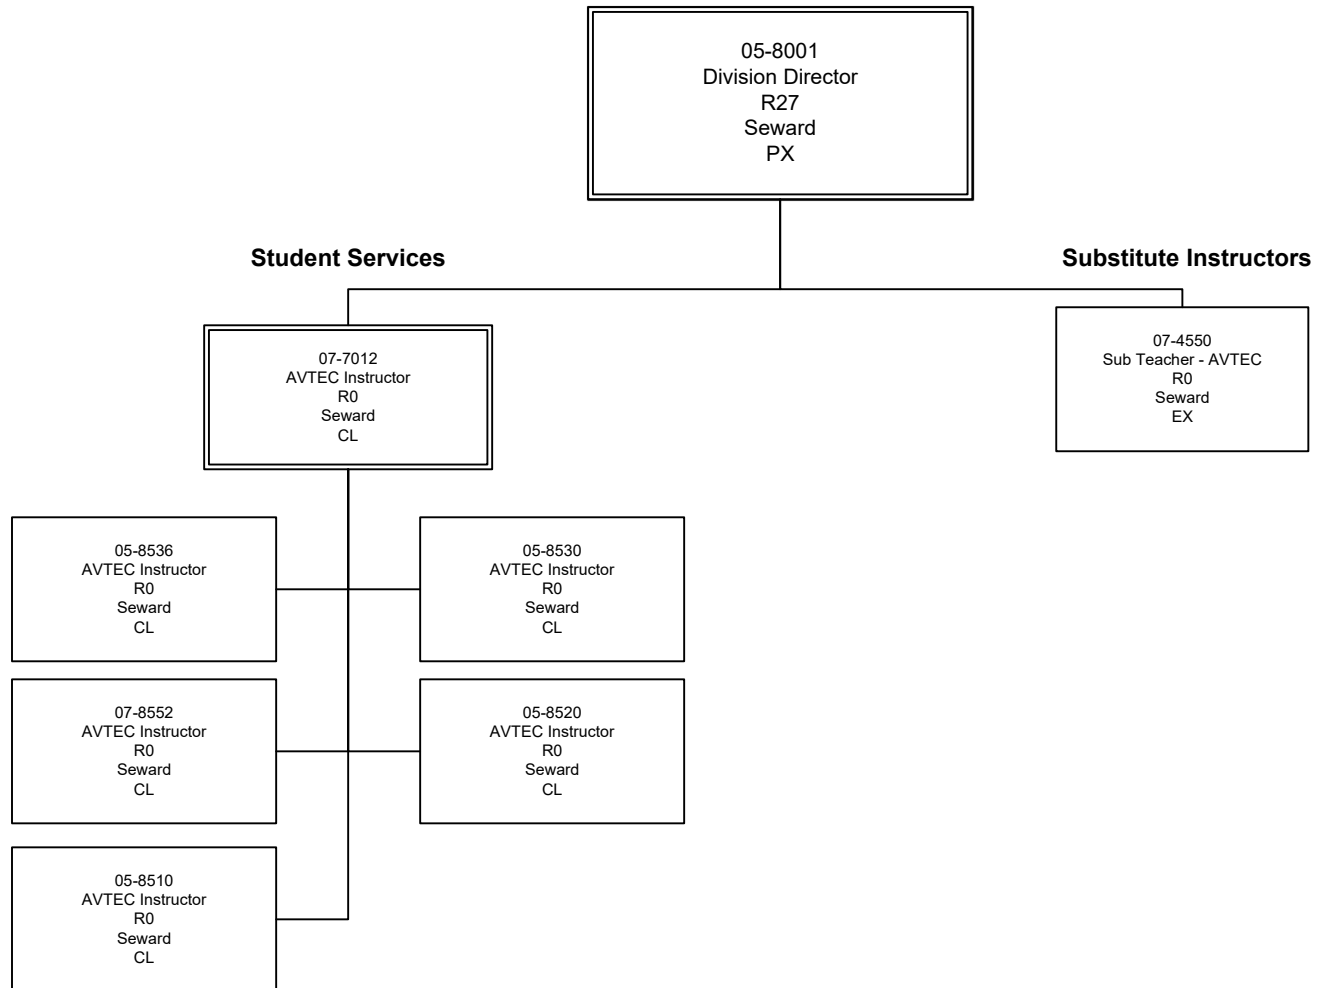 05-8001
Division Director
R27
Seward
PX
Student Services
Substitute Instructors
07-7012
AVTEC Instructor
R0
Seward
CL
07-4550
Sub Teacher - AVTEC
R0
Seward
EX
05-8536
AVTEC Instructor
R0
Seward
CL
05-8530
AVTEC Instructor
R0
Seward
CL
07-8552
AVTEC Instructor
R0
Seward
CL
05-8520
AVTEC Instructor
R0
Seward
CL
05-8510
AVTEC Instructor
R0
Seward
CL